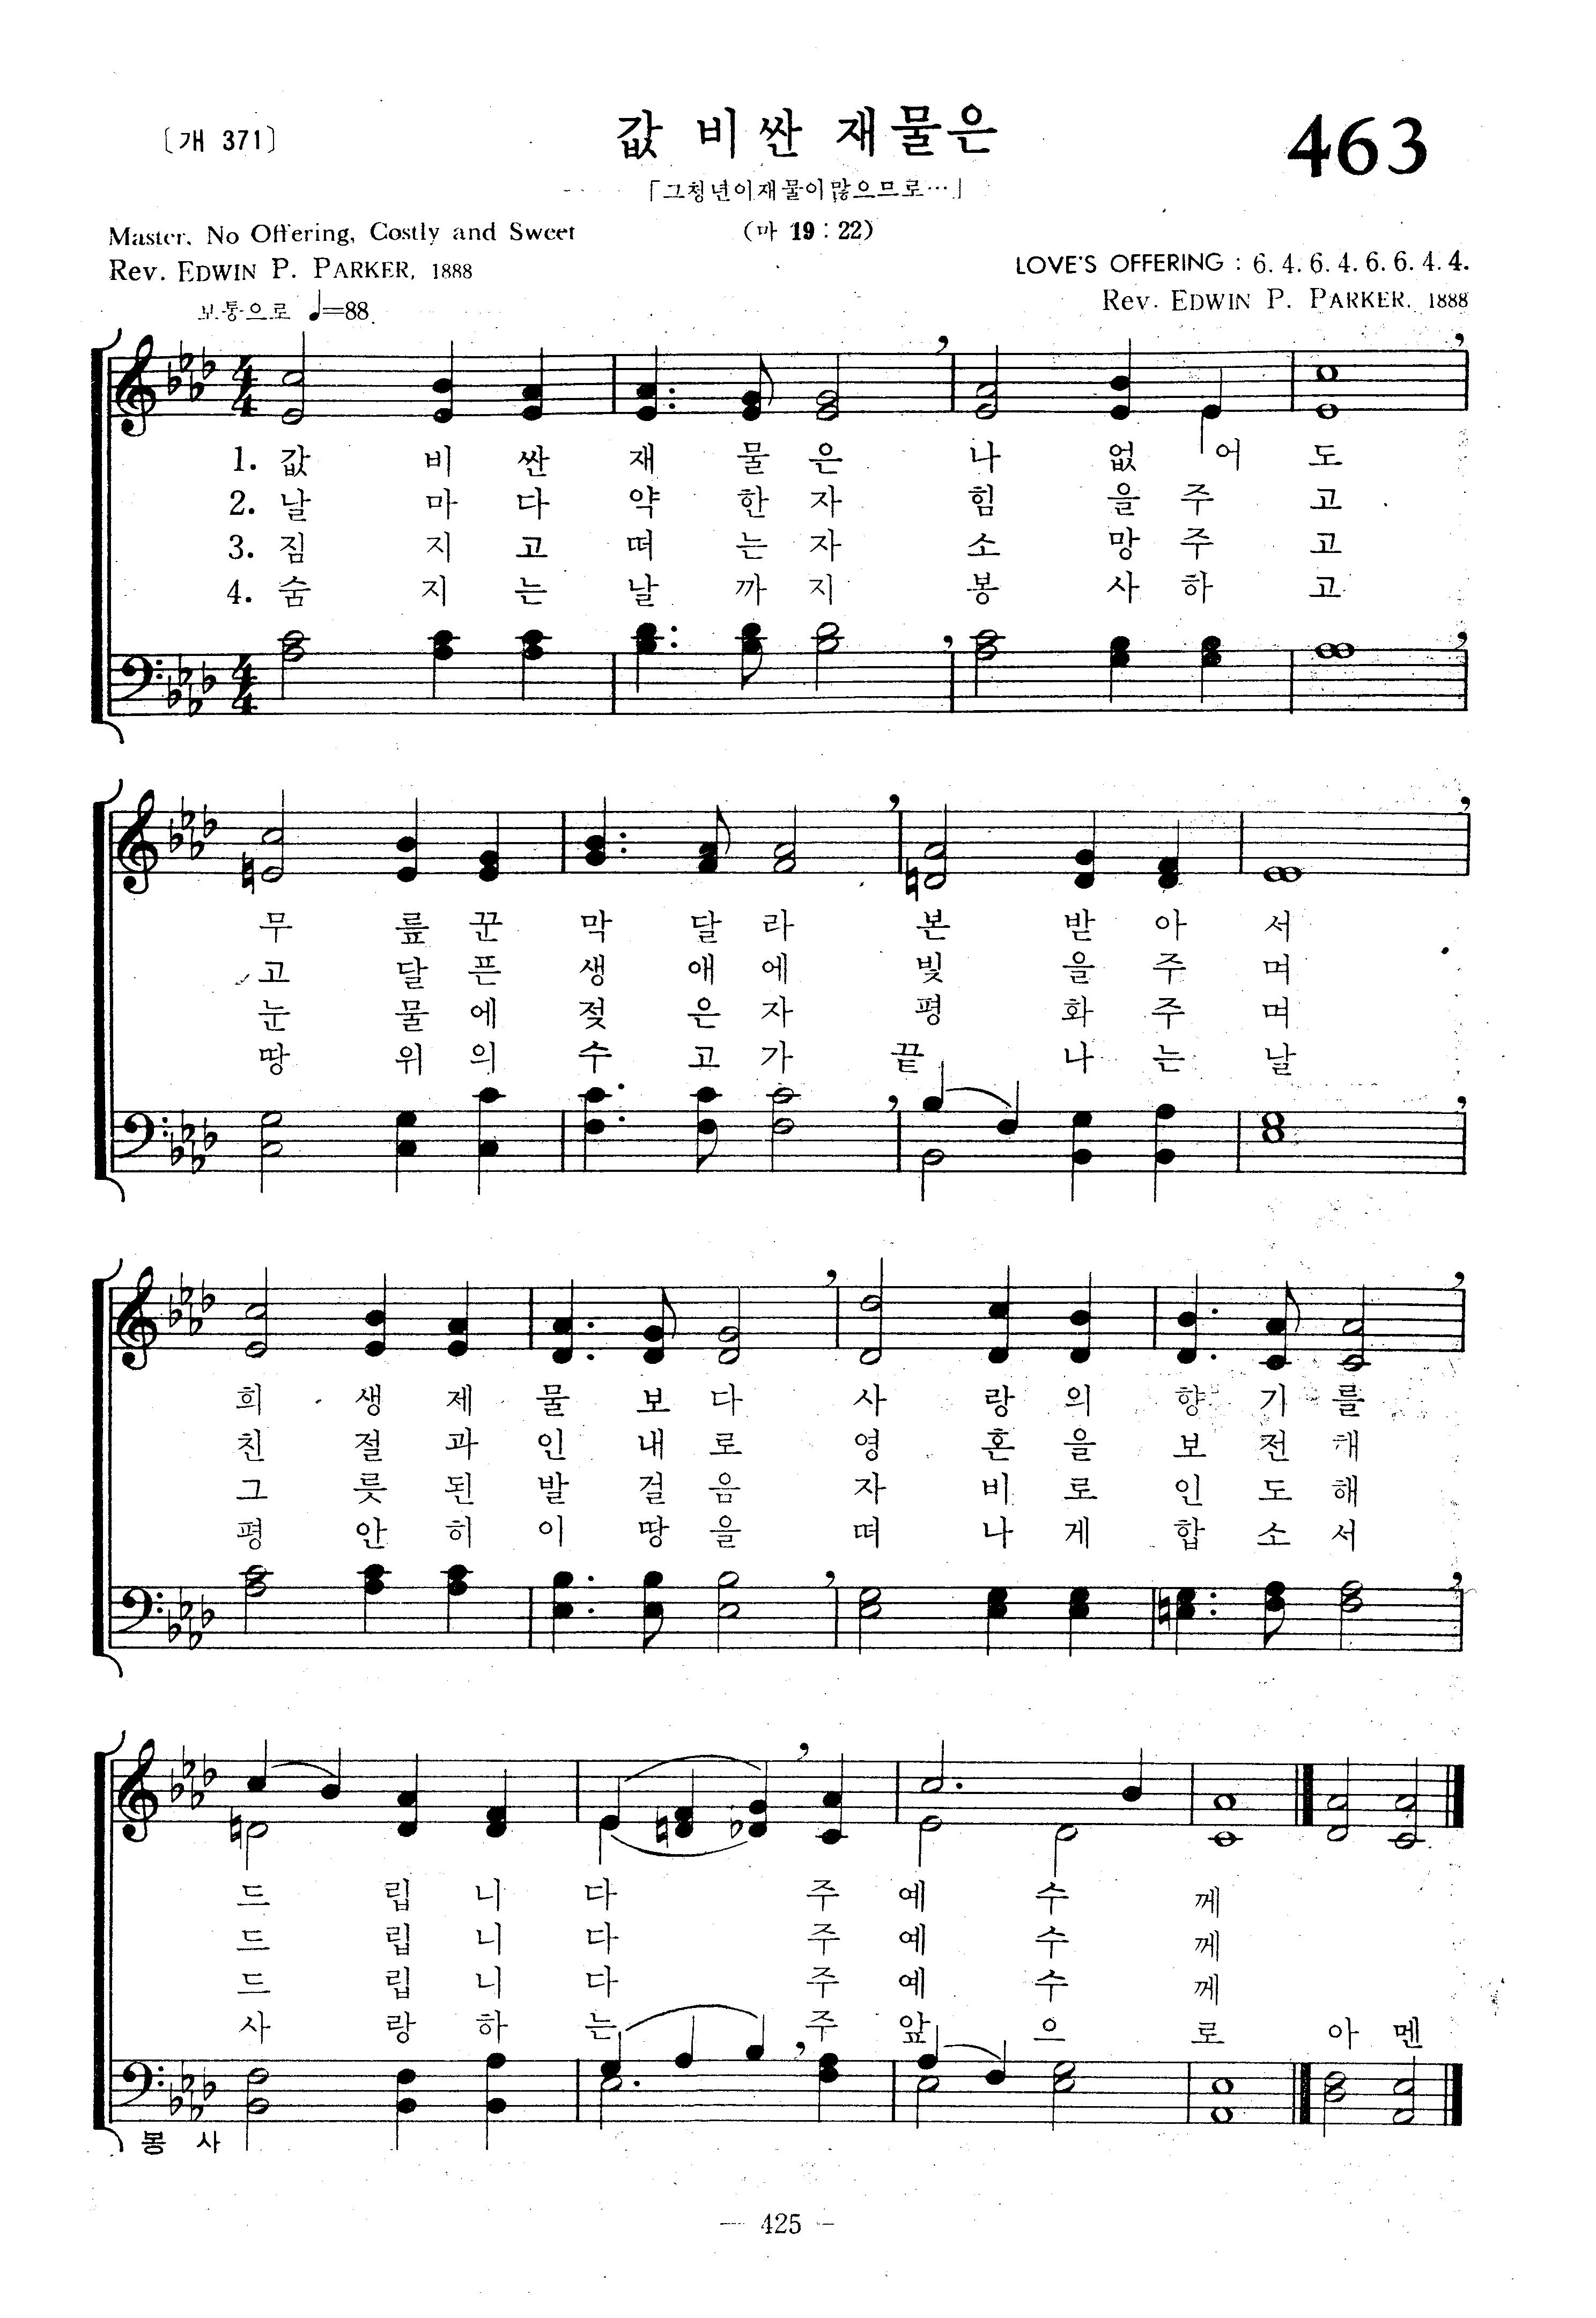 〔개 371〕
값 비 싼 재물은
463
「그청년이재물이많으므로…」
Master, No Offering, Costly and Sweet
(마 19 : 22)
Rev. EDWIN P. PARKER, 1888
LOVE'S OFFERING : 6. 4. 6. 4. 6. 6. 4. 4.
Rev. EDWIN P. PARKER. 1888
보통으로 ♩=88.
4 4
1. 값 비 싼 재 물 은 나 없 어 도
2. 날 마 다 약 한 자 힘 을 주 고
3. 짐 지 고 떠 는 자 소 망 주 고
4. 숨 지 는 날 까 지 봉 사 하 고
4 4
무 릎 꾼 막 달 라 본 받 아 서
고 달 픈 생 애 에 빛 을 주 며
눈 물 에 젖 은 자 평 화 주 며
땅 위 의 수 고 가 끝 나 는 날
희 생 제 물 보 다 사 랑 의 향 기 를
친 절 과 인 내 로 영 혼 을 보 전 해
그 릇 된 발 걸 음 자 비 로 인 도 해
평 안 히 이 땅 을 떠 나 게 합 소 서
드 립 니 다 주 예 수 께
드 립 니 다 주 예 수 께
드 립 니 다 주 예 수 께
사 랑 하 는 주 앞 으 로 아 멘
봉 사
— 425 —